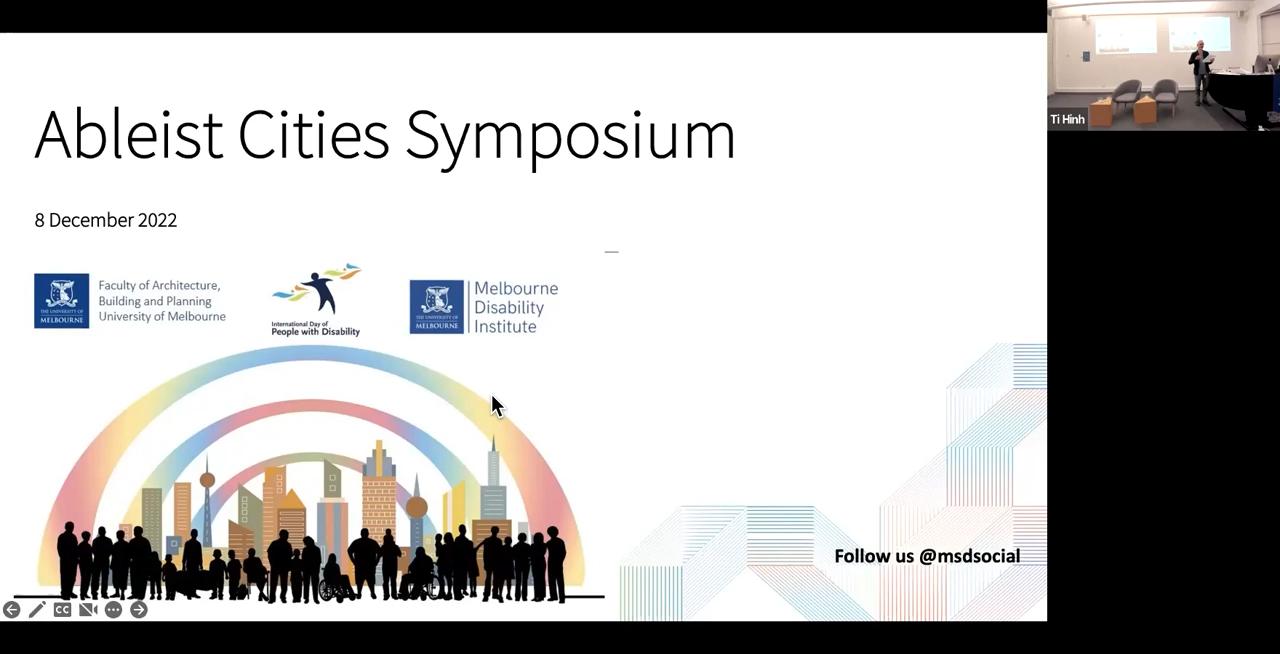 Ableist Cities Symposium
8 December 2022
THE UNIVERSITY OF
MELBOURNE
Faculty of Architecture,
Building and Planning
University of Melbourne
International Day of
People with Disability
THE UNIVERSITY OF
MELBOURNE
Melbourne
Disability
Institute
Follow us @msdsocial
CC
Ti Hinh